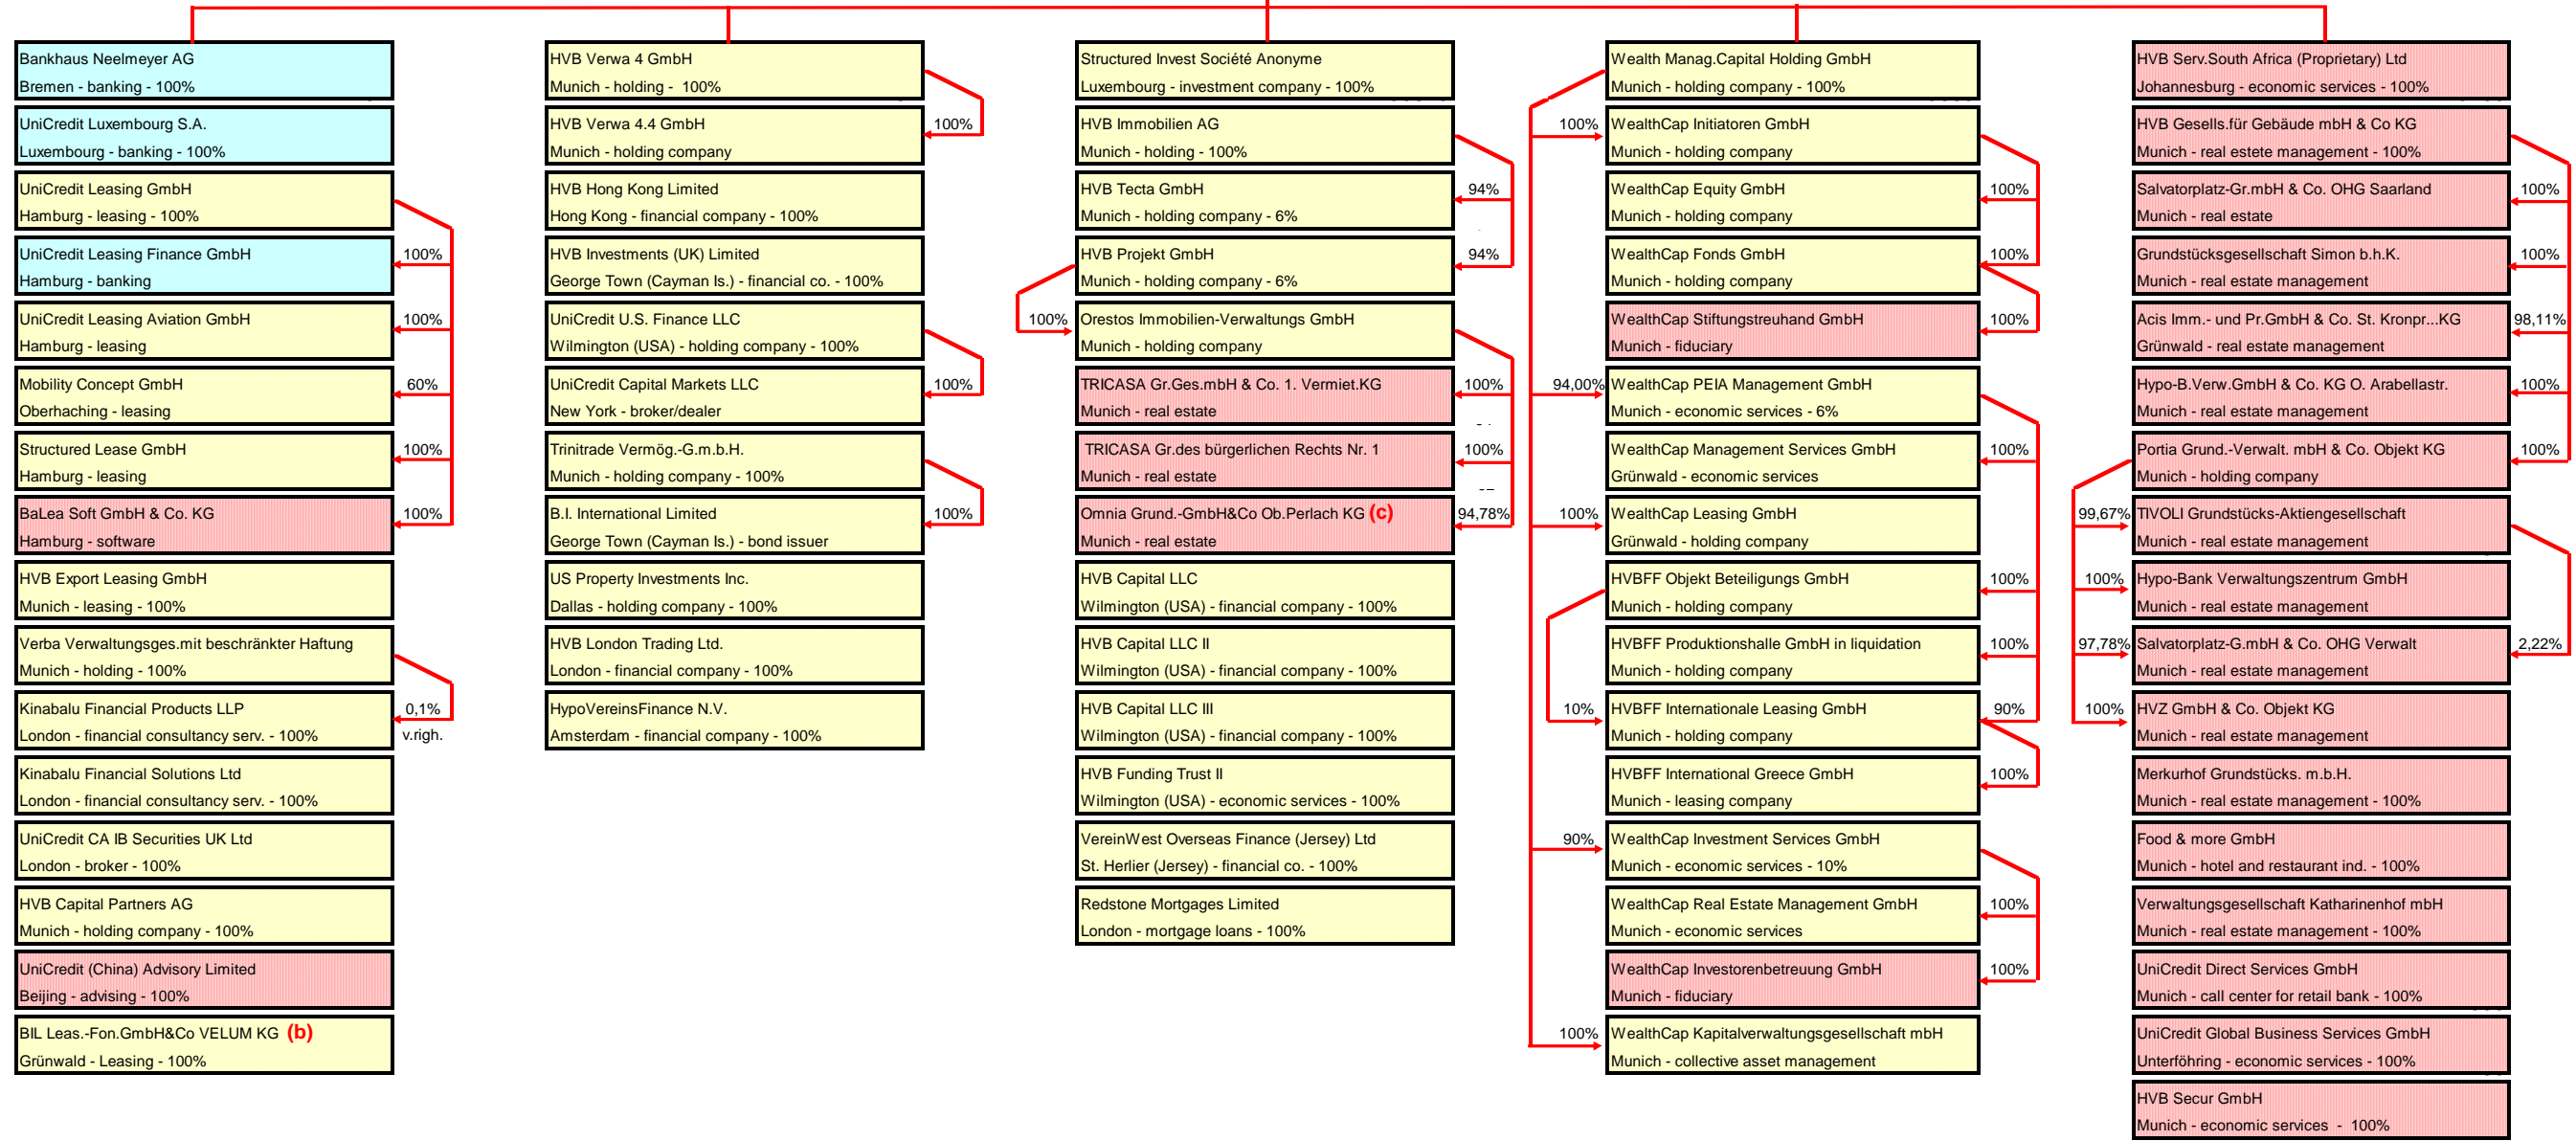 Bankhaus Neelmeyer AG
Bremen - banking - 100%
UniCredit Luxembourg S.A.
Luxembourg - banking - 100%
UniCredit Leasing GmbH
Hamburg - leasing - 100%
UniCredit Leasing Finance GmbH
Hamburg - banking
100%
UniCredit Leasing Aviation GmbH
Hamburg - leasing
100%
Mobility Concept GmbH
Oberhaching - leasing
60%
Structured Lease GmbH
Hamburg - leasing
100%
BaLea Soft GmbH & Co. KG
Hamburg - software
100%
HVB Export Leasing GmbH
Munich - leasing - 100%
Verba Verwaltungsges.mit beschränkter Haftung
Munich - holding - 100%
Kinabalu Financial Products LLP
London - financial consultancy serv. - 100%
0,1%
v.righ.
Kinabalu Financial Solutions Ltd
London - financial consultancy serv. - 100%
UniCredit CA IB Securities UK Ltd
London - broker - 100%
HVB Capital Partners AG
Munich - holding company - 100%
UniCredit (China) Advisory Limited
Beijing - advising - 100%
BIL Leas.-Fon.GmbH&Co VELUM KG (b)
Grünwald - Leasing - 100%
HVB Verwa 4 GmbH
Munich - holding - 100%
HVB Verwa 4.4 GmbH
Munich - holding company
100%
HVB Hong Kong Limited
Hong Kong - financial company - 100%
HVB Investments (UK) Limited
George Town (Cayman Is.) - financial co. - 100%
UniCredit U.S. Finance LLC
Wilmington (USA) - holding company - 100%
UniCredit Capital Markets LLC
New York - broker/dealer
100%
Trinitrade Vermög.-G.m.b.H.
Munich - holding company - 100%
B.I. International Limited
George Town (Cayman Is.) - bond issuer
100%
US Property Investments Inc.
Dallas - holding company - 100%
HVB London Trading Ltd.
London - financial company - 100%
HypoVereinsFinance N.V.
Amsterdam - financial company - 100%
Structured Invest Société Anonyme
Luxembourg - investment company - 100%
HVB Immobilien AG
Munich - holding - 100%
HVB Tecta GmbH
Munich - holding company - 6%
94%
HVB Projekt GmbH
Munich - holding company - 6%
94%
100%
Orestos Immobilien-Verwaltungs GmbH
Munich - holding company
TRICASA Gr.Ges.mbH & Co. 1. Vermiet.KG
Munich - real estate
100%
TRICASA Gr.des bürgerlichen Rechts Nr. 1
Munich - real estate
100%
Omnia Grund.-GmbH&Co Ob.Perlach KG (c)
Munich - real estate
94,78%
HVB Capital LLC
Wilmington (USA) - financial company - 100%
HVB Capital LLC II
Wilmington (USA) - financial company - 100%
HVB Capital LLC III
Wilmington (USA) - financial company - 100%
HVB Funding Trust II
Wilmington (USA) - economic services - 100%
VereinWest Overseas Finance (Jersey) Ltd
St. Herlier (Jersey) - financial co. - 100%
Redstone Mortgages Limited
London - mortgage loans - 100%
Wealth Manag.Capital Holding GmbH
Munich - holding company - 100%
100%
WealthCap Initiatoren GmbH
Munich - holding company
WealthCap Equity GmbH
Munich - holding company
100%
WealthCap Fonds GmbH
Munich - holding company
100%
WealthCap Stiftungstreuhand GmbH
Munich - fiduciary
100%
94,00%
WealthCap PEIA Management GmbH
Munich - economic services - 6%
WealthCap Management Services GmbH
Grünwald - economic services
100%
100%
WealthCap Leasing GmbH
Grünwald - holding company
HVBFF Objekt Beteiligungs GmbH
Munich - holding company
100%
HVBFF Produktionshalle GmbH in liquidation
Munich - holding company
100%
10%
HVBFF Internationale Leasing GmbH
Munich - holding company
90%
HVBFF International Greece GmbH
Munich - leasing company
100%
90%
WealthCap Investment Services GmbH
Munich - economic services - 10%
WealthCap Real Estate Management GmbH
Munich - economic services
100%
WealthCap Investorenbetreuung GmbH
Munich - fiduciary
100%
100%
WealthCap Kapitalverwaltungsgesellschaft mbH
Munich - collective asset management
HVB Serv.South Africa (Proprietary) Ltd
Johannesburg - economic services - 100%
HVB Gesells.für Gebäude mbH & Co KG
Munich - real estete management - 100%
Salvatorplatz-Gr.mbH & Co. OHG Saarland
Munich - real estate
100%
Grundstücksgesellschaft Simon b.h.K.
Munich - real estate management
100%
Acis Imm.- und Pr.GmbH & Co. St. Kronpr...KG
Grünwald - real estate management
98,11%
Hypo-B.Verw.GmbH & Co. KG O. Arabellastr.
Munich - real estate management
100%
Portia Grund.-Verwalt. mbH & Co. Objekt KG
Munich - holding company
100%
99,67%
TIVOLI Grundstücks-Aktiengesellschaft
Munich - real estate management
100%
Hypo-Bank Verwaltungszentrum GmbH
Munich - real estate management
97,78%
Salvatorplatz-G.mbH & Co. OHG Verwalt
Munich - real estate management
2,22%
100%
HVZ GmbH & Co. Objekt KG
Munich - real estate management
Merkurhof Grundstücks. m.b.H.
Munich - real estate management - 100%
Food & more GmbH
Munich - hotel and restaurant ind. - 100%
Verwaltungsgesellschaft Katharinenhof mbH
Munich - real estate management - 100%
UniCredit Direct Services GmbH
Munich - call center for retail bank - 100%
UniCredit Global Business Services GmbH
Unterföhring - economic services - 100%
HVB Secur GmbH
Munich - economic services - 100%